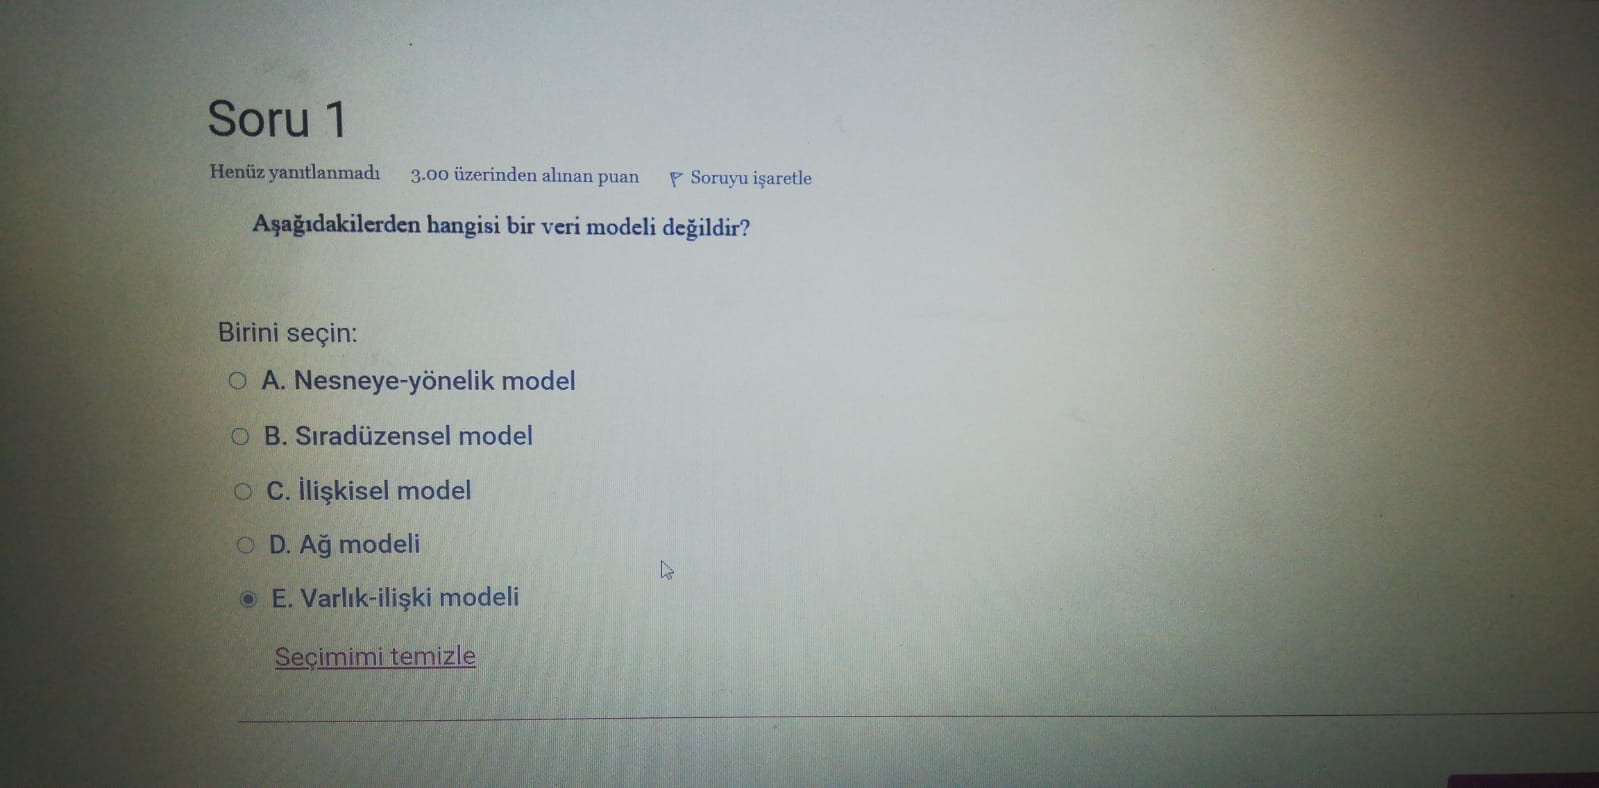 Soru 1
Henüz yanıtlanmadı 3.00 üzerinden alınan puan Soruyu işaretle
Aşağıdakilerden hangisi bir veri modeli değildir?
Birini seçin:
A. Nesneye-yönelik model
B. Sıradüzensel model
C. İlişkisel model
D. Ağ modeli
E. Varlık-ilişki modeli
Seçimimi temizle